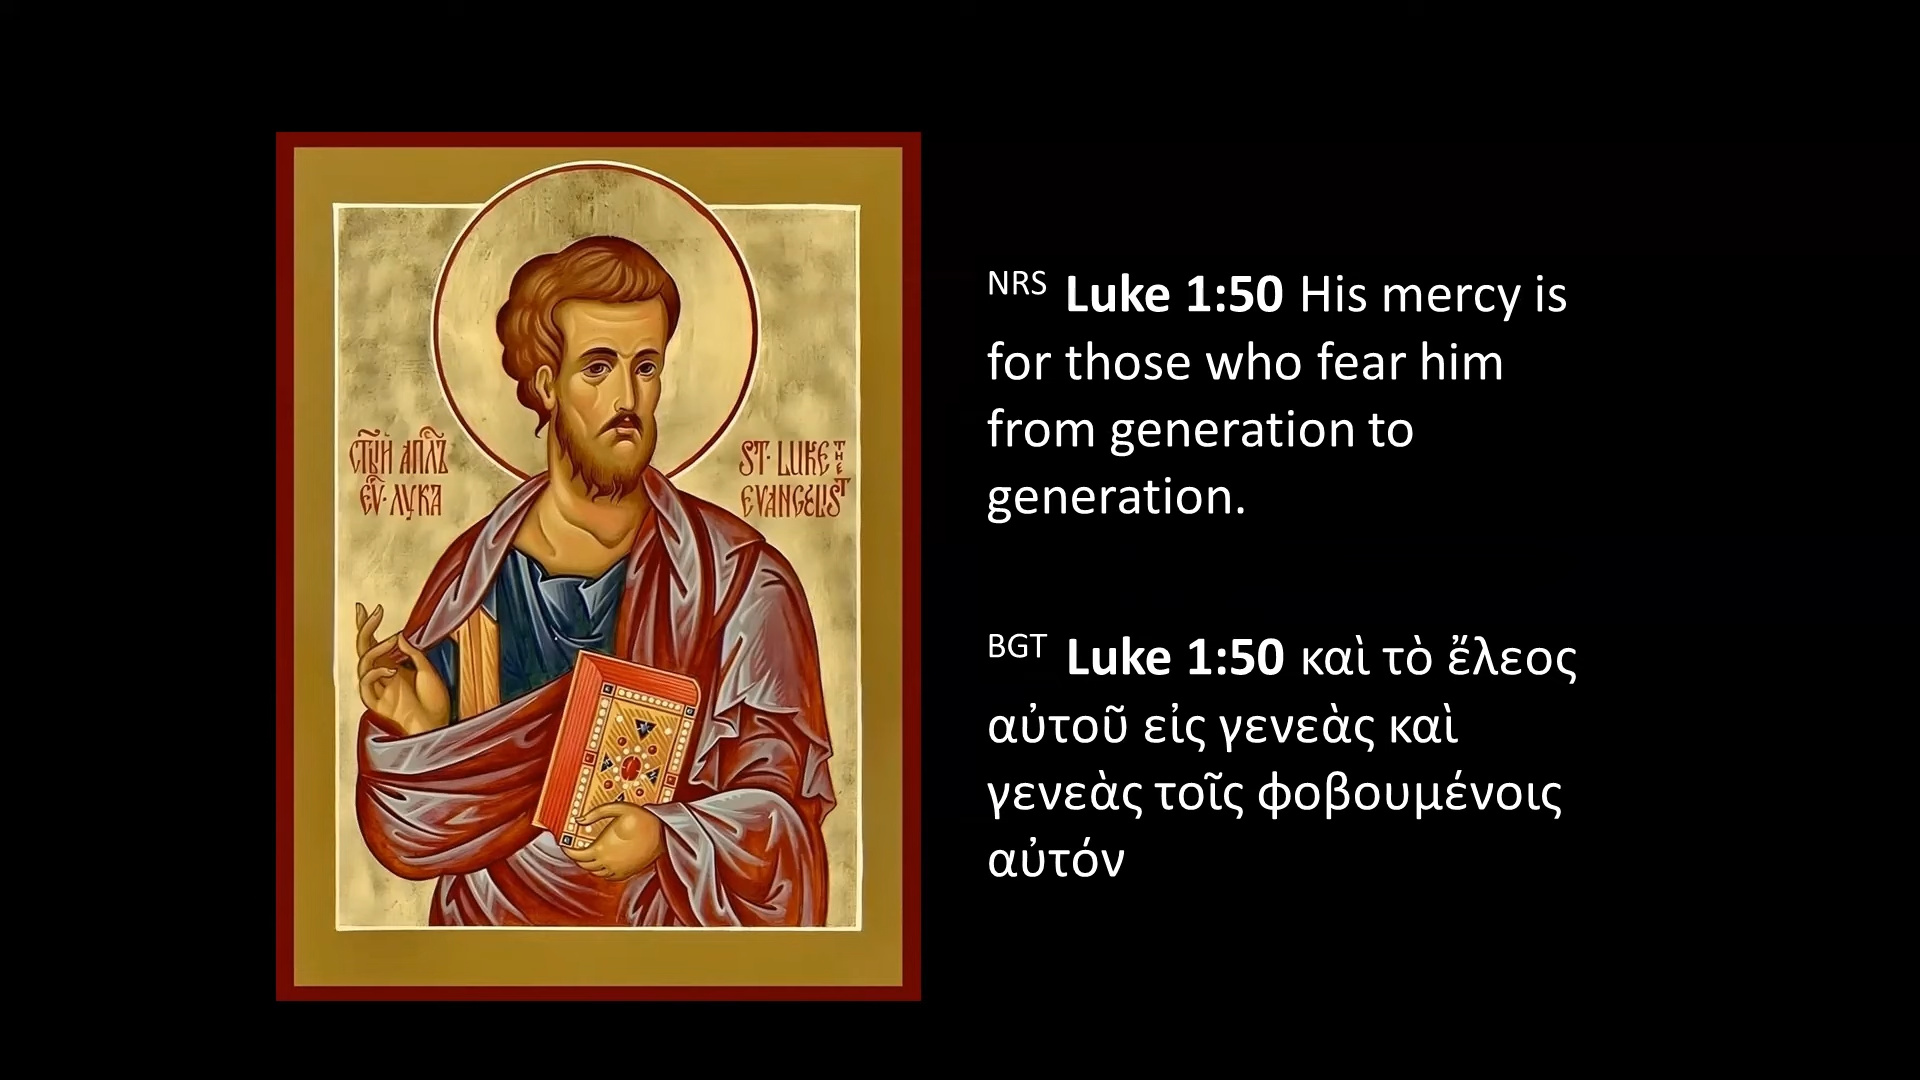 СТЫЙ АПЛЪ
ЕѴ· ЛУКА
ST· LUKE THE
EVANGELIST
NRS Luke 1:50 His mercy is
for those who fear him
from generation to
generation.
BGT Luke 1:50 καὶ τὸ ἔλεος
αὐτοῦ εἰς γενεὰς καὶ
γενεὰς τοῖς φοβουμένοις
αὐτόν